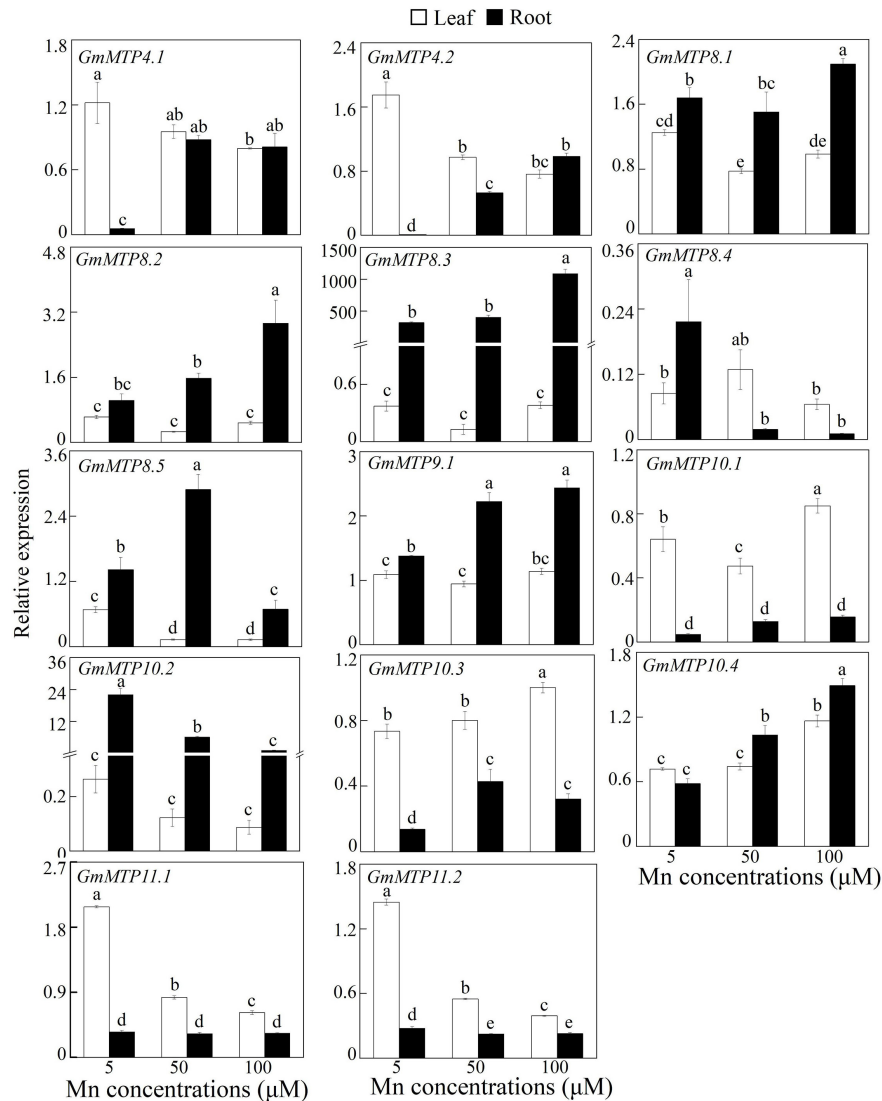 Leaf Root
Relative expression
GmMTP4.1
1.8
1.2
0.6
0
a
c
ab
ab
b
ab
GmMTP4.2
2.4
1.6
0.8
0
a
d
b
c
bc
b
GmMTP8.1
2.4
1.6
0.8
0
cd
b
e
bc
de
a
GmMTP8.2
4.8
3.2
1.6
0
c
bc
c
b
c
a
GmMTP8.3
1500
1000
500
0.6
0
c
b
c
b
c
a
GmMTP8.4
0.36
0.24
0.12
0
b
a
ab
b
b
b
GmMTP8.5
3.6
2.4
1.2
0
c
b
d
a
d
c
GmMTP9.1
3
2
1
0
c
b
c
a
bc
a
GmMTP10.1
1.2
0.8
0.4
0
b
d
c
d
a
d
GmMTP10.2
36
24
12
0.2
0
c
a
c
b
c
c
GmMTP10.3
1.2
0.8
0.4
0
b
d
b
c
a
c
GmMTP10.4
1.8
1.2
0.6
0
c
c
c
b
b
a
5 50 100
Mn concentrations (μM)
GmMTP11.1
2.7
1.8
0.9
0
a
d
b
d
c
d
5 50 100
Mn concentrations (μM)
GmMTP11.2
1.8
1.2
0.6
0
a
d
b
e
c
e
5 50 100
Mn concentrations (μM)